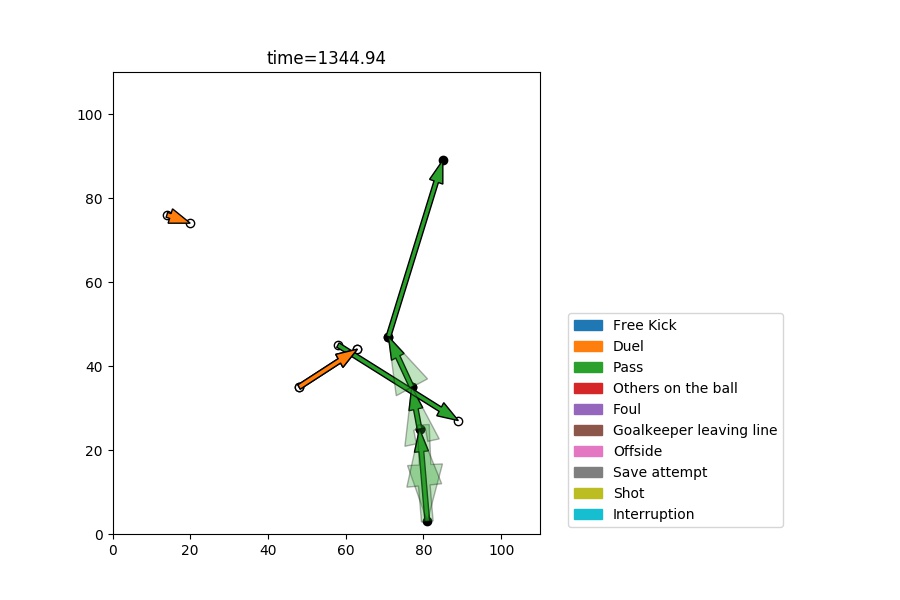 time=1344.94
100
80
60
40
20
0
0 20 40 60 80 100
Free Kick
Duel
Pass
Others on the ball
Foul
Goalkeeper leaving line
Offside
Save attempt
Shot
Interruption